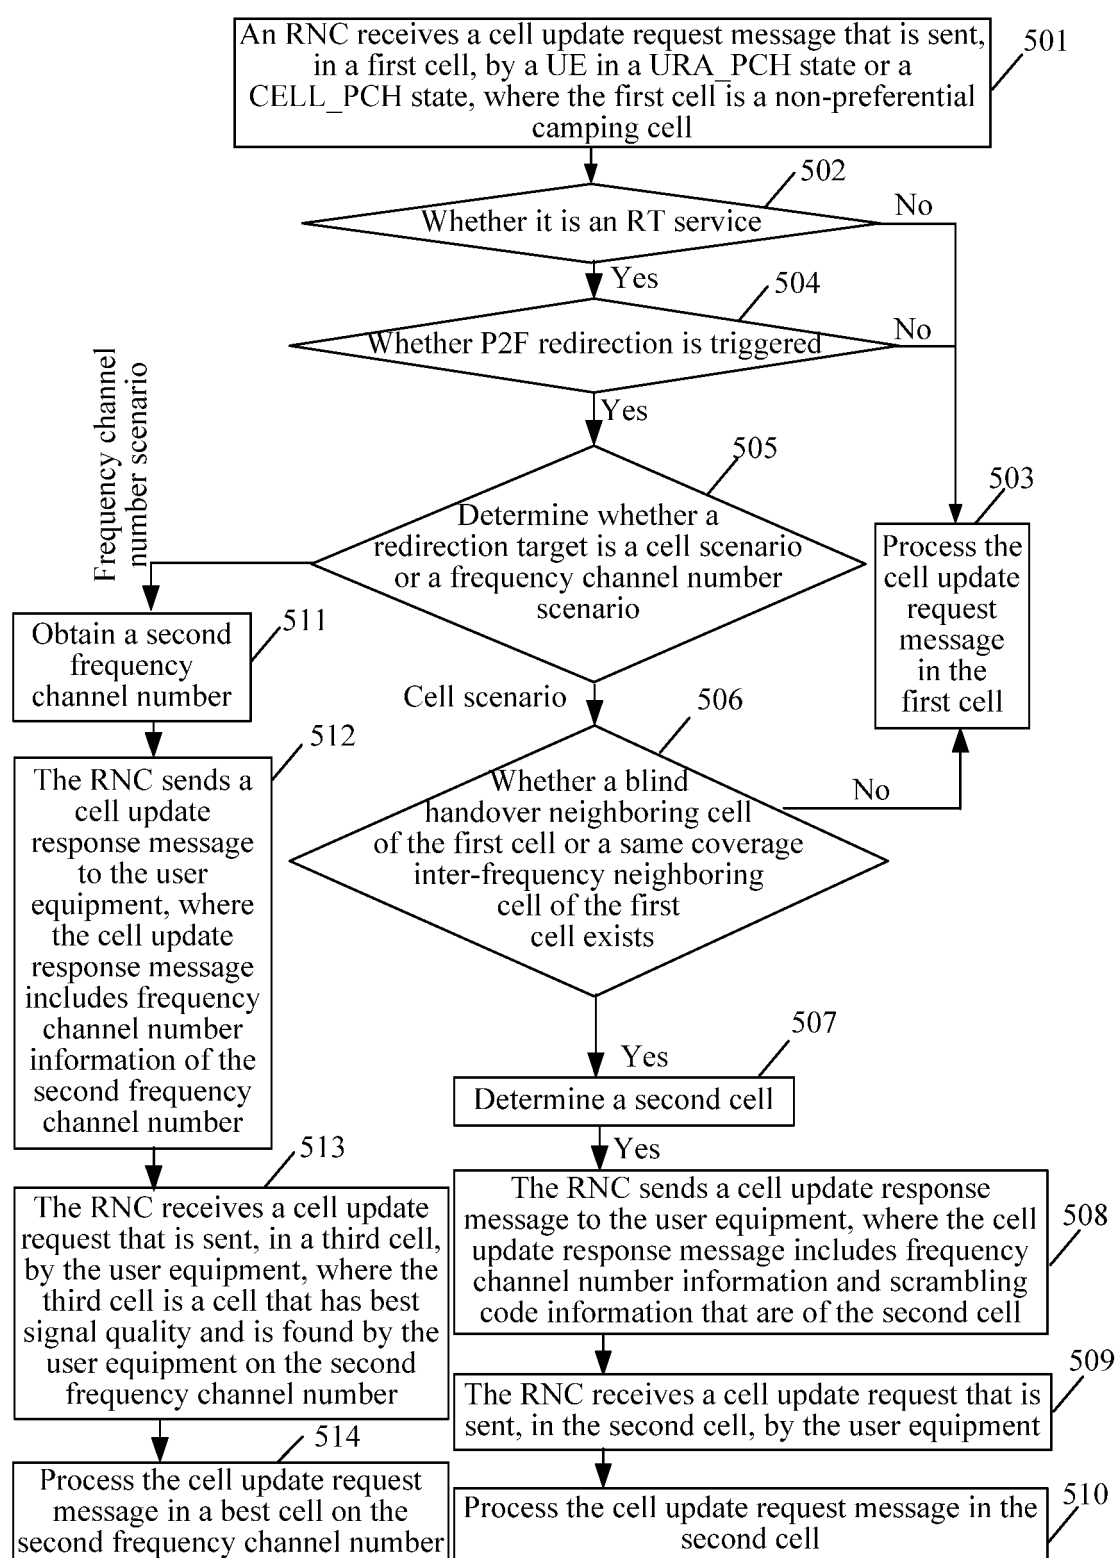 An RNC receives a cell update request message that is sent,
in a first cell, by a UE in a URA_PCH state or a
CELL_PCH state, where the first cell is a non-preferential
camping cell
501
502
Whether it is an RT service
No
Yes
504
Whether P2F redirection is triggered
No
Yes
Frequency channel
number scenario
505
Determine whether a
redirection target is a cell scenario
or a frequency channel number
scenario
503
Process the
cell update
request
message
in the
first cell
511
Obtain a second
frequency
channel number
Cell scenario
506
Whether a blind
handover neighboring cell
of the first cell or a same coverage
inter-frequency neighboring
cell of the first
cell exists
No
512
The RNC sends a
cell update
response message
to the user
equipment, where
the cell update
response message
includes frequency
channel number
information of the
second frequency
channel number
Yes
507
Determine a second cell
Yes
513
The RNC receives a cell update
request that is sent, in a third cell,
by the user equipment, where the
third cell is a cell that has best
signal quality and is found by the
user equipment on the second
frequency channel number
The RNC sends a cell update response
message to the user equipment, where the cell
update response message includes frequency
channel number information and scrambling
code information that are of the second cell
508
509
The RNC receives a cell update request that is
sent, in the second cell, by the user equipment
514
Process the cell update request
message in a best cell on the
second frequency channel number
Process the cell update request message in the
second cell
510